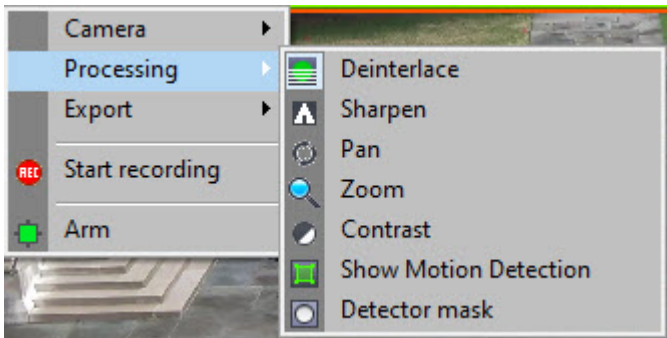 Camera
Processing
Export
REC Start recording
Arm
Deinterlace
Sharpen
Pan
Zoom
Contrast
Show Motion Detection
Detector mask